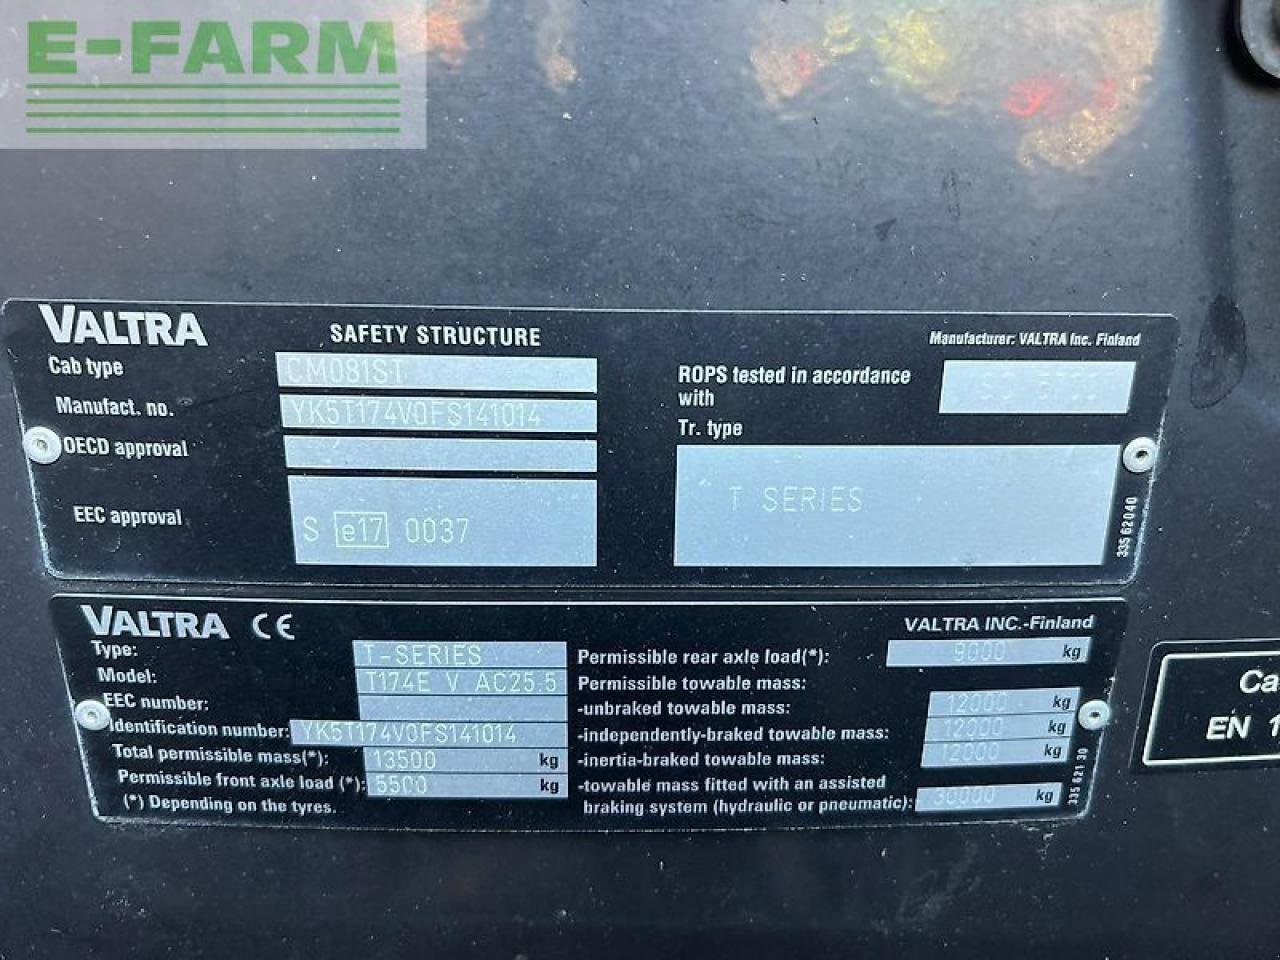 E-FARM
VALTRA SAFETY STRUCTURE Manufacturer: VALTRA Inc. Finland
Cab type CM081ST
Manufact. no. YK5T174V0FS141014
OECD approval
EEC approval S e17 0037
ROPS tested in accordance
with
Tr. type
T SERIES
335 62040
VALTRA CE VALTRA INC.-Finland
Type: T-SERIES
Model: T174E V AC25.5
EEC number:
Identification number: YK5T174V0FS141014
Total permissible mass(*): 13500 kg
Permissible front axle load (*): 5500 kg
(*) Depending on the tyres.
Permissible rear axle load(*): 9000 kg
Permissible towable mass:
-unbraked towable mass: 12000 kg
-independently-braked towable mass: 12000 kg
-inertia-braked towable mass: 12000 kg
-towable mass fitted with an assisted
braking system (hydraulic or pneumatic): 30000 kg
335 621 30
Ca
EN 1